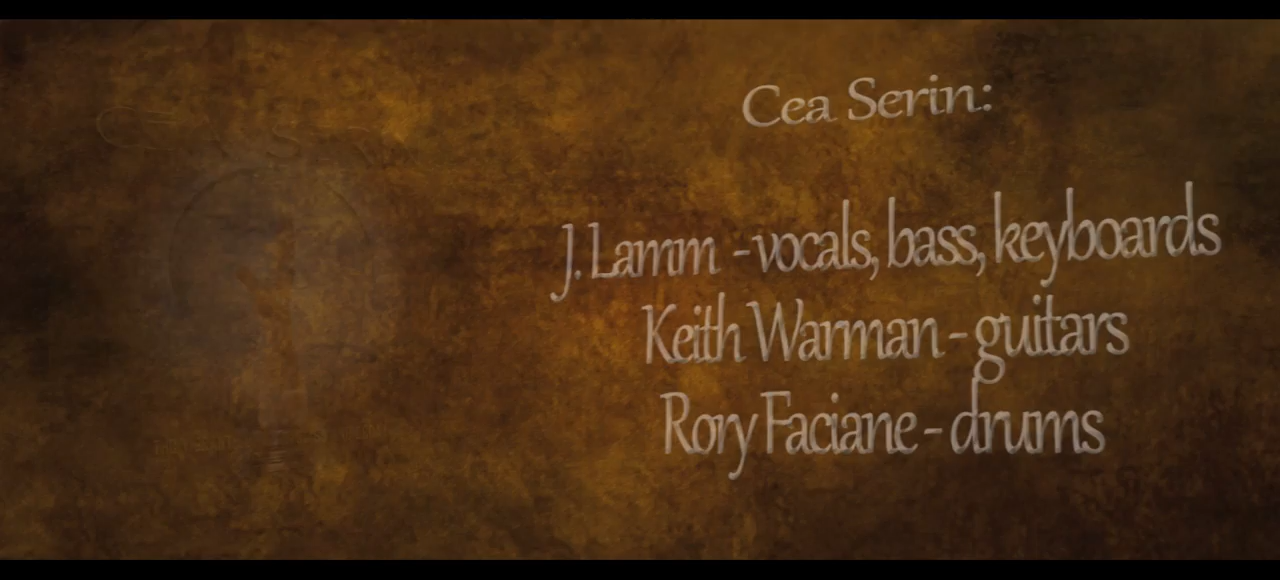 Cea Serin:
J. Lamm - vocals, bass, keyboards
Keith Warman - guitars
Rory Faciane - drums